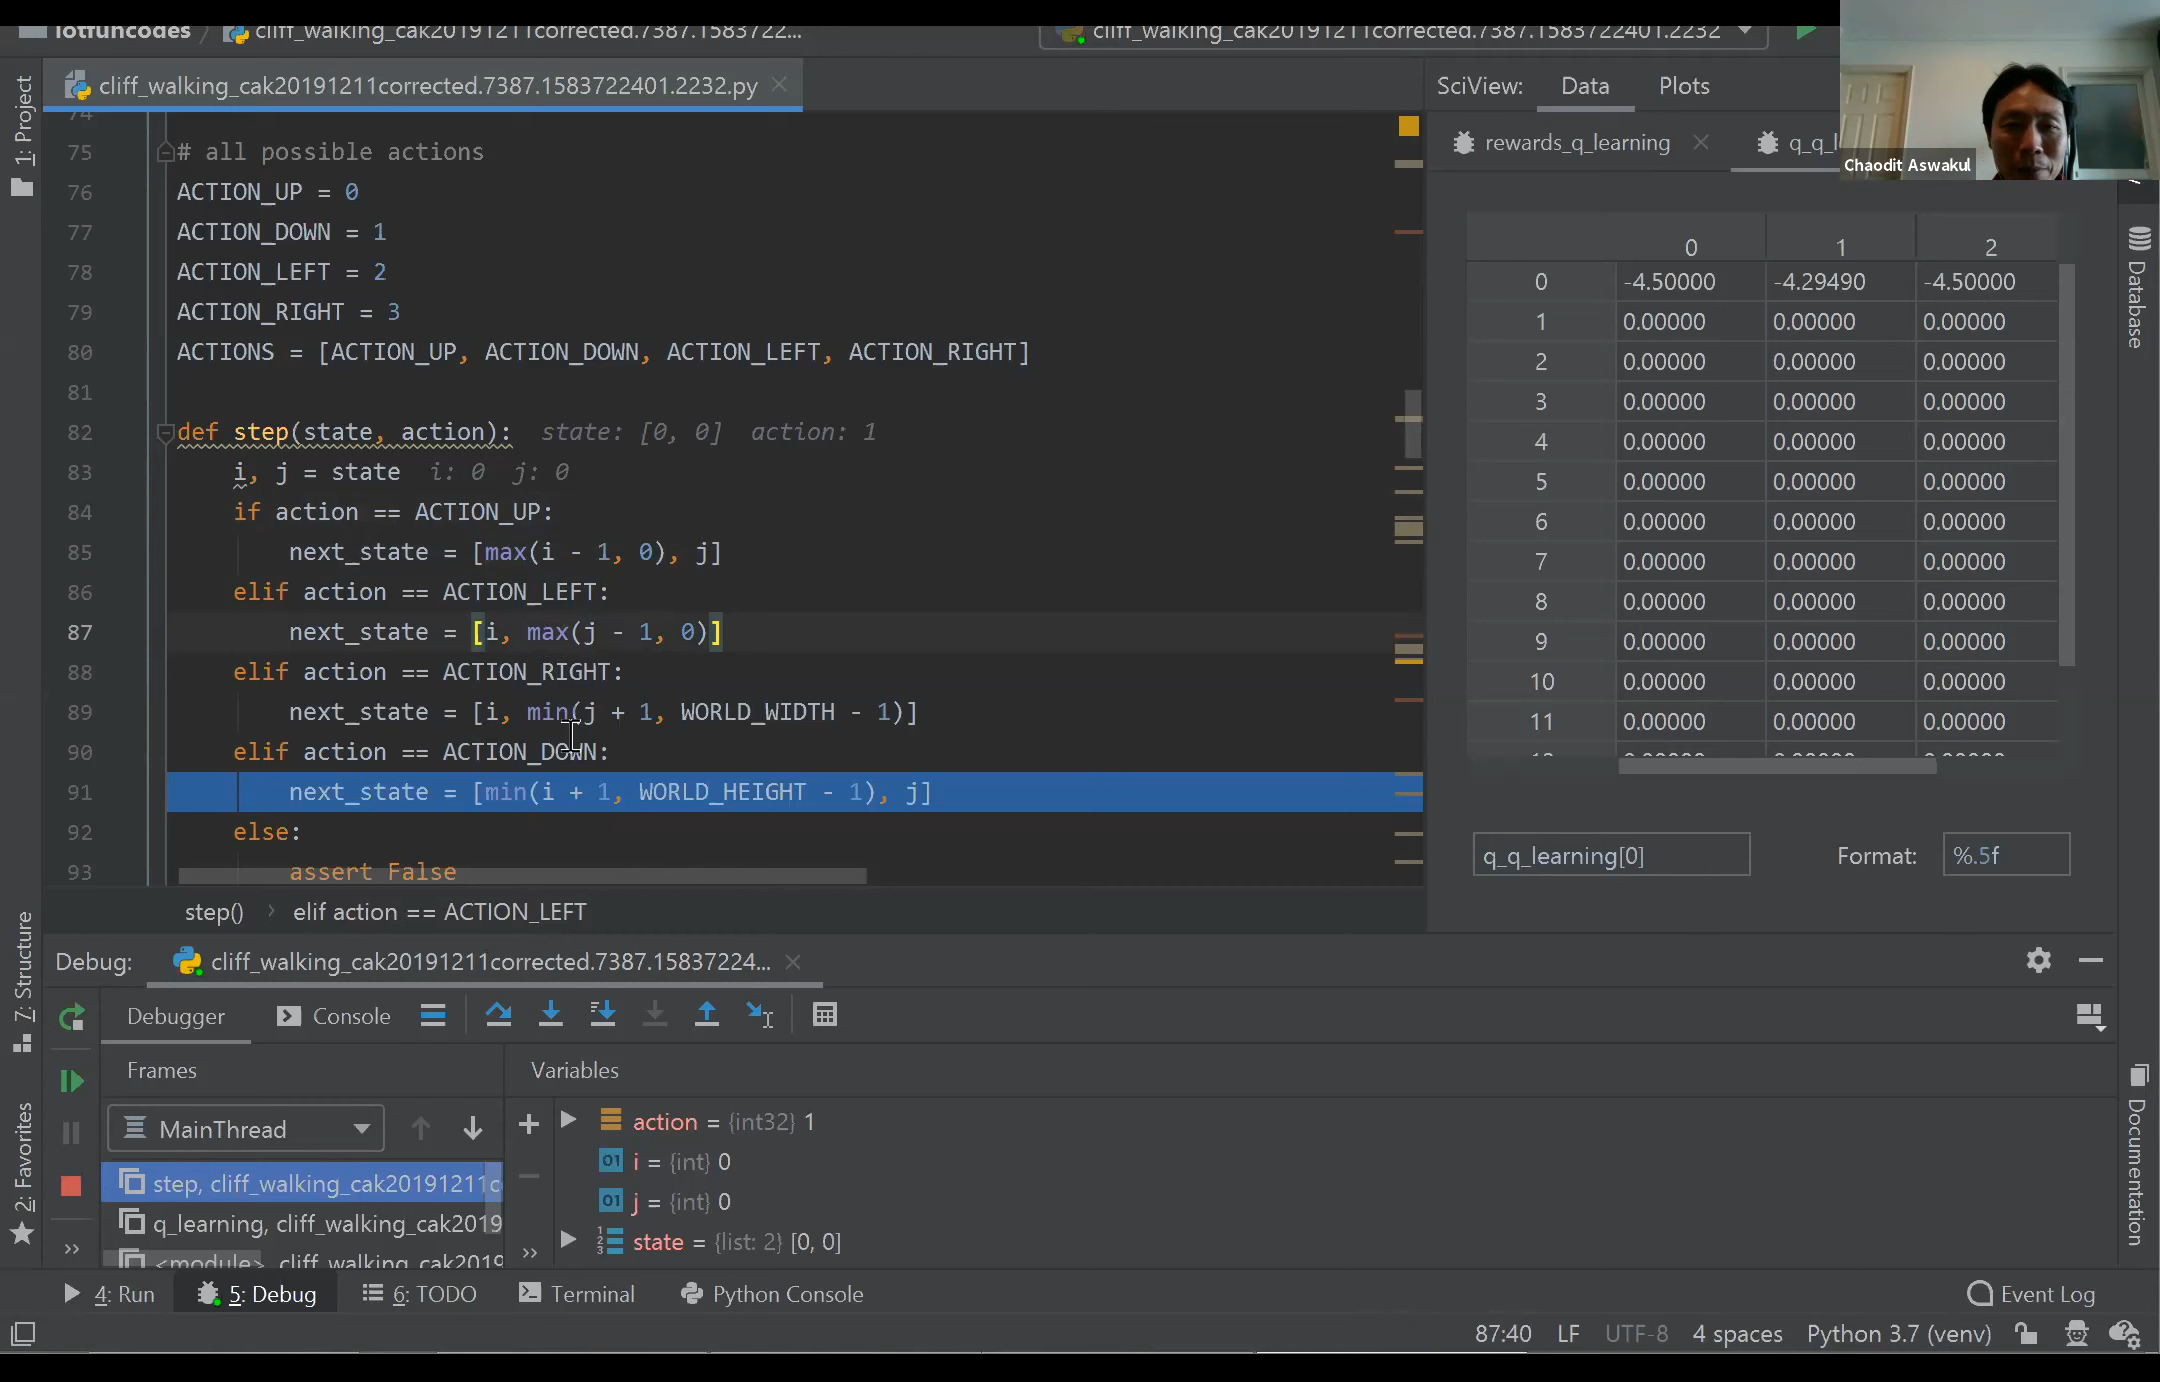 iotfuncodes
cliff_walking_cak20191211corrected.7387.1583722...
cliff_walking_cak20191211corrected.7387.1583722401.2232
1: Project
cliff_walking_cak20191211corrected.7387.1583722401.2232.py
SciView:
Data
Plots
rewards_q_learning
q_q_l
Chaodit Aswakul
74
75 # all possible actions
76 ACTION_UP = 0
77 ACTION_DOWN = 1
78 ACTION_LEFT = 2
79 ACTION_RIGHT = 3
80 ACTIONS = [ACTION_UP, ACTION_DOWN, ACTION_LEFT, ACTION_RIGHT]
81
82 def step(state, action): state: [0, 0] action: 1
83 i, j = state i: 0 j: 0
84 if action == ACTION_UP:
85 next_state = [max(i - 1, 0), j]
86 elif action == ACTION_LEFT:
87 next_state = [i, max(j - 1, 0)]
88 elif action == ACTION_RIGHT:
89 next_state = [i, min(j + 1, WORLD_WIDTH - 1)]
90 elif action == ACTION_DOWN:
91 next_state = [min(i + 1, WORLD_HEIGHT - 1), j]
92 else:
93 assert False
step()
elif action == ACTION_LEFT
0 1 2
0 -4.50000 -4.29490 -4.50000
1 0.00000 0.00000 0.00000
2 0.00000 0.00000 0.00000
3 0.00000 0.00000 0.00000
4 0.00000 0.00000 0.00000
5 0.00000 0.00000 0.00000
6 0.00000 0.00000 0.00000
7 0.00000 0.00000 0.00000
8 0.00000 0.00000 0.00000
9 0.00000 0.00000 0.00000
10 0.00000 0.00000 0.00000
11 0.00000 0.00000 0.00000
q_q_learning[0]
Format: %.5f
Database
7: Structure
2: Favorites
Documentation
Debug: cliff_walking_cak20191211corrected.7387.15837224...
Debugger
Console
Frames
Variables
MainThread
step, cliff_walking_cak20191211c
q_learning, cliff_walking_cak2019
<module>, cliff_walking_cak2019
action = {int32} 1
i = {int} 0
j = {int} 0
state = {list: 2} [0, 0]
4: Run
5: Debug
6: TODO
Terminal
Python Console
Event Log
87:40 LF UTF-8 4 spaces Python 3.7 (venv)